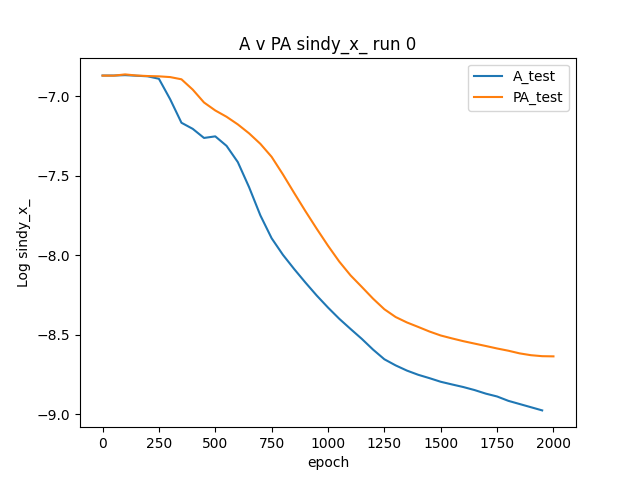 A v PA sindy_x_ run 0
A_test
PA_test
Log sindy_x_
−7.0
−7.5
−8.0
−8.5
−9.0
0 250 500 750 1000 1250 1500 1750 2000
epoch